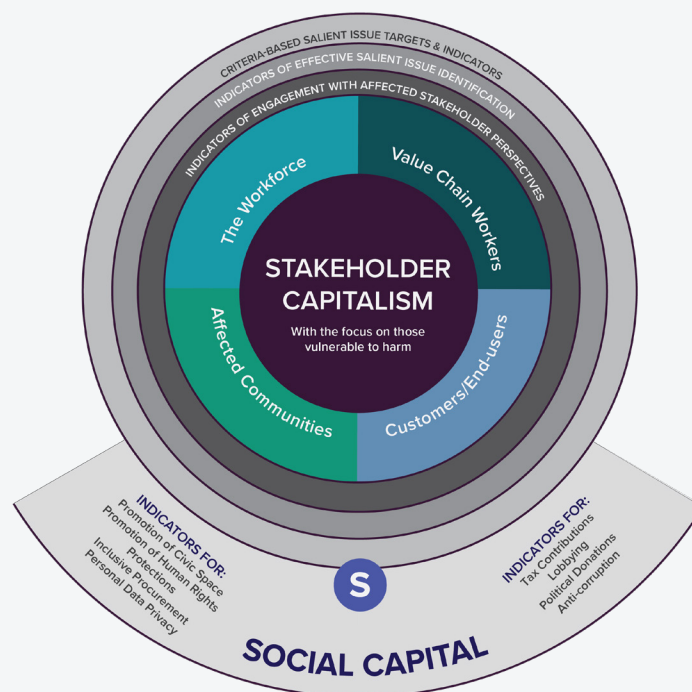 CRITERIA-BASED SALIENT ISSUE TARGETS & INDICATORS
INDICATORS OF EFFECTIVE SALIENT ISSUE IDENTIFICATION
INDICATORS OF ENGAGEMENT WITH AFFECTED STAKEHOLDER PERSPECTIVES
The Workforce
Value Chain Workers
STAKEHOLDER
CAPITALISM
With the focus on those
vulnerable to harm
Affected Communities
Customers/End-users
INDICATORS FOR:
Promotion of Civic Space
Promotion of Human Rights
Protections
Inclusive Procurement
Personal Data Privacy
INDICATORS FOR:
Tax Contributions
Lobbying
Political Donations
Anti-corruption
S
SOCIAL CAPITAL